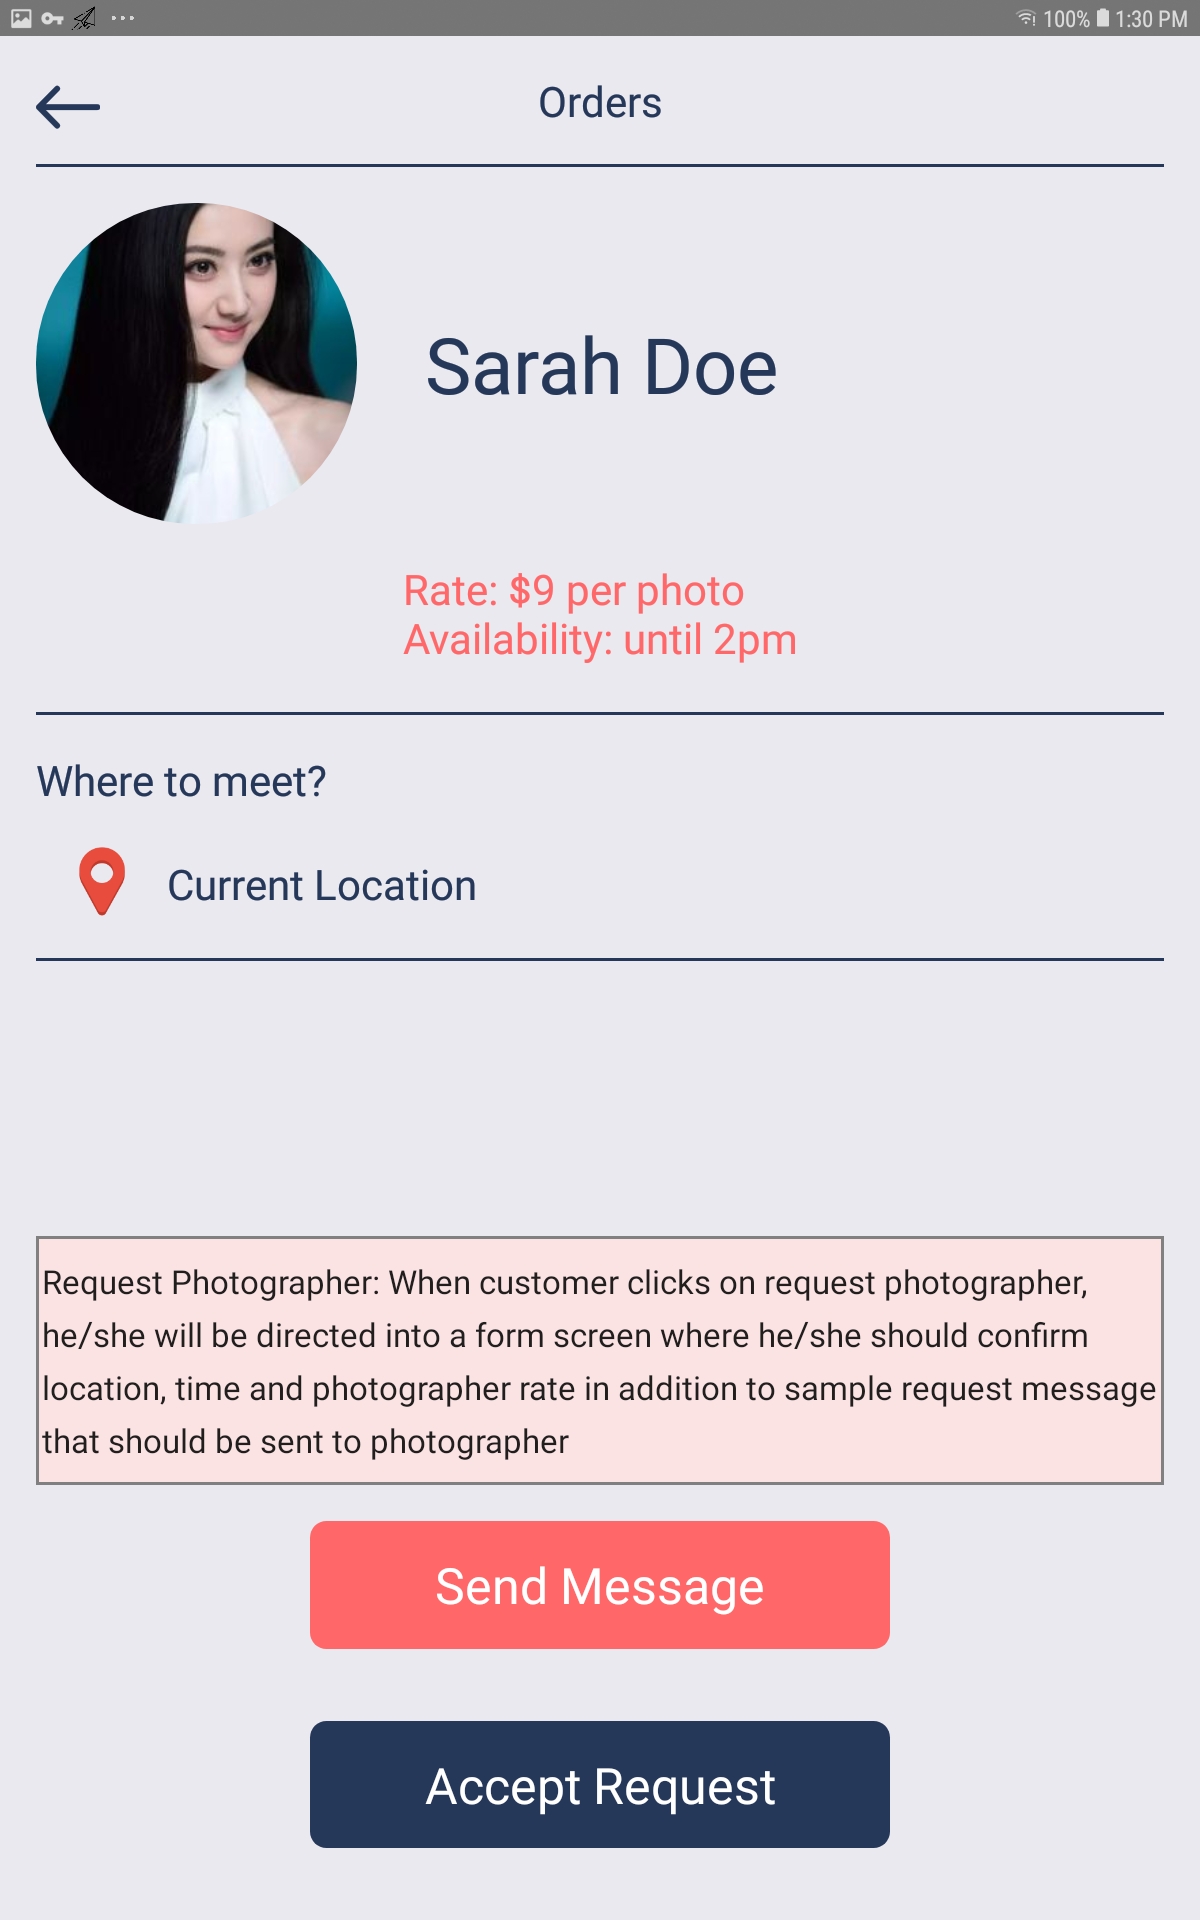 100% 1:30 PM
Orders
Sarah Doe
Rate: $9 per photo
Availability: until 2pm
Where to meet?
Current Location
Request Photographer: When customer clicks on request photographer,
he/she will be directed into a form screen where he/she should confirm
location, time and photographer rate in addition to sample request message
that should be sent to photographer
Send Message
Accept Request